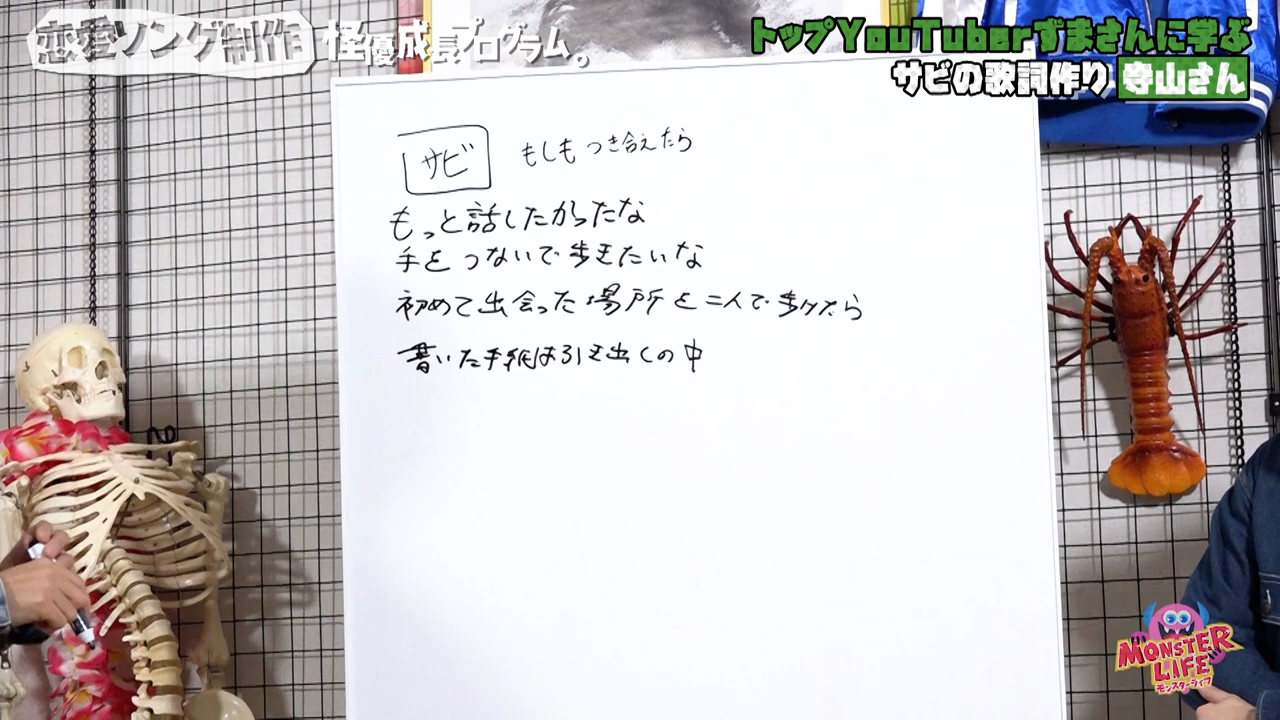 恋愛ソング制作 怪優成長プログラム。
トップYouTuberずまさんに学ぶ
サビの歌詞作り 寺山さん
サビ もしも つき合えたら
もっと話したかったな
手をつないで歩きたいな
初めて出会った場所を二人で歩けたら
書いた手紙は引き出しの中
MONSTER
LIFE
モンスターライフ